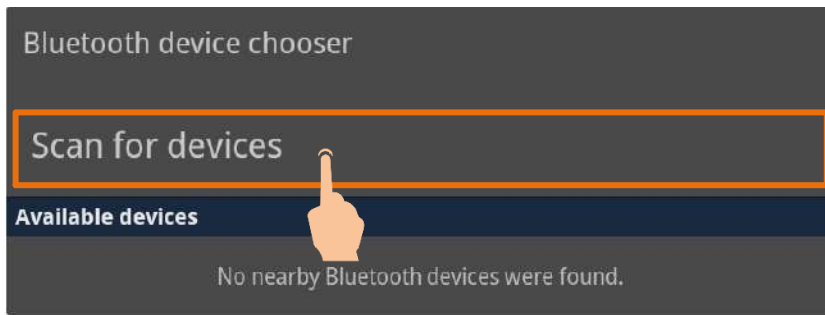 Bluetooth device chooser
Scan for devices
Available devices
No nearby Bluetooth devices were found.